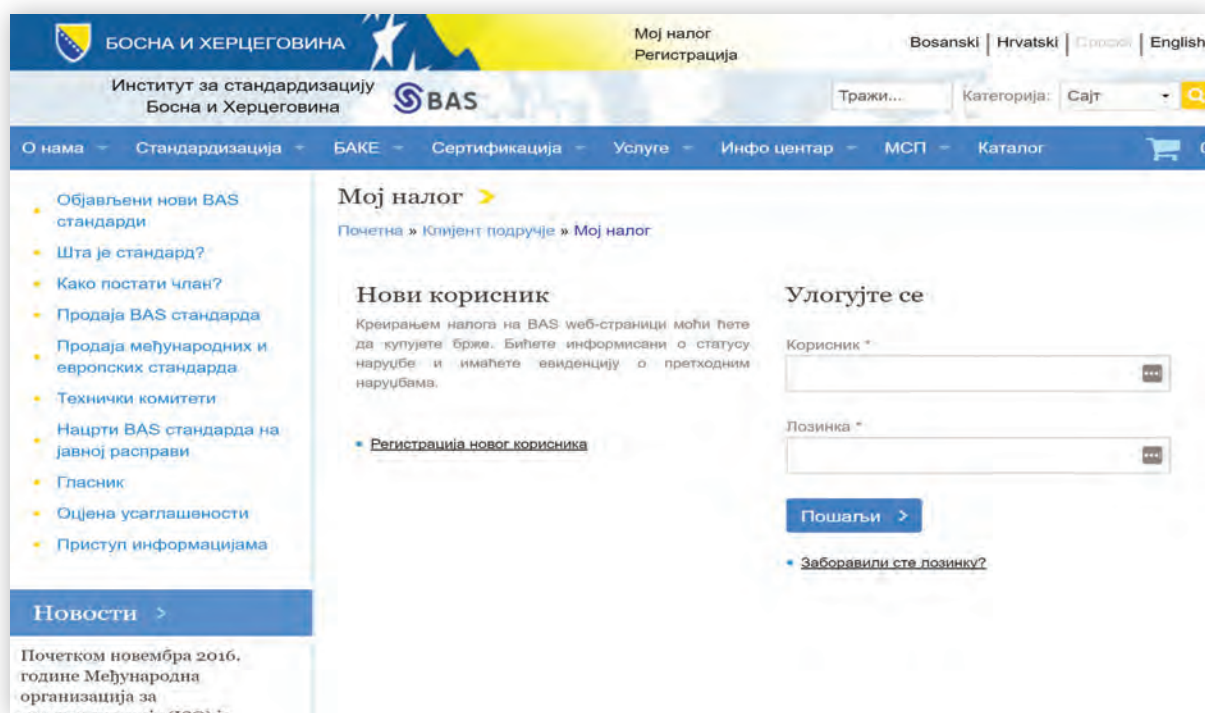 БОСНА И ХЕРЦЕГОВИНА
Мој налог
Регистрација
Bosanski | Hrvatski | Српски | English
Институт за стандардизацију
Босна и Херцеговина
BAS
Тражи...
Категорија: Сајт
О нама
Стандардизација
БАКЕ
Сертификација
Услуге
Инфо центар
МСП
Каталог
Објављени нови BAS
стандарди
Шта је стандард?
Како постати члан?
Продаја BAS стандарда
Продаја међународних и
европских стандарда
Технички комитети
Нацрти BAS стандарда на
јавној расправи
Гласник
Оцјена усаглашености
Приступ информацијама
Новости >
Почетком новембра 2016.
године Међународна
организација за
Мој налог >
Почетна » Клијент подручје » Мој налог
Нови корисник
Креирањем налога на BAS wеб-страници моћи ћете
да купујете брже. Бићете информисани о статусу
наруџбе и имаћете евиденцију о претходним
наруџбама.
Регистрација новог корисника
Улогујте се
Корисник *
Лозинка *
Пошаљи >
Заборавили сте лозинку?